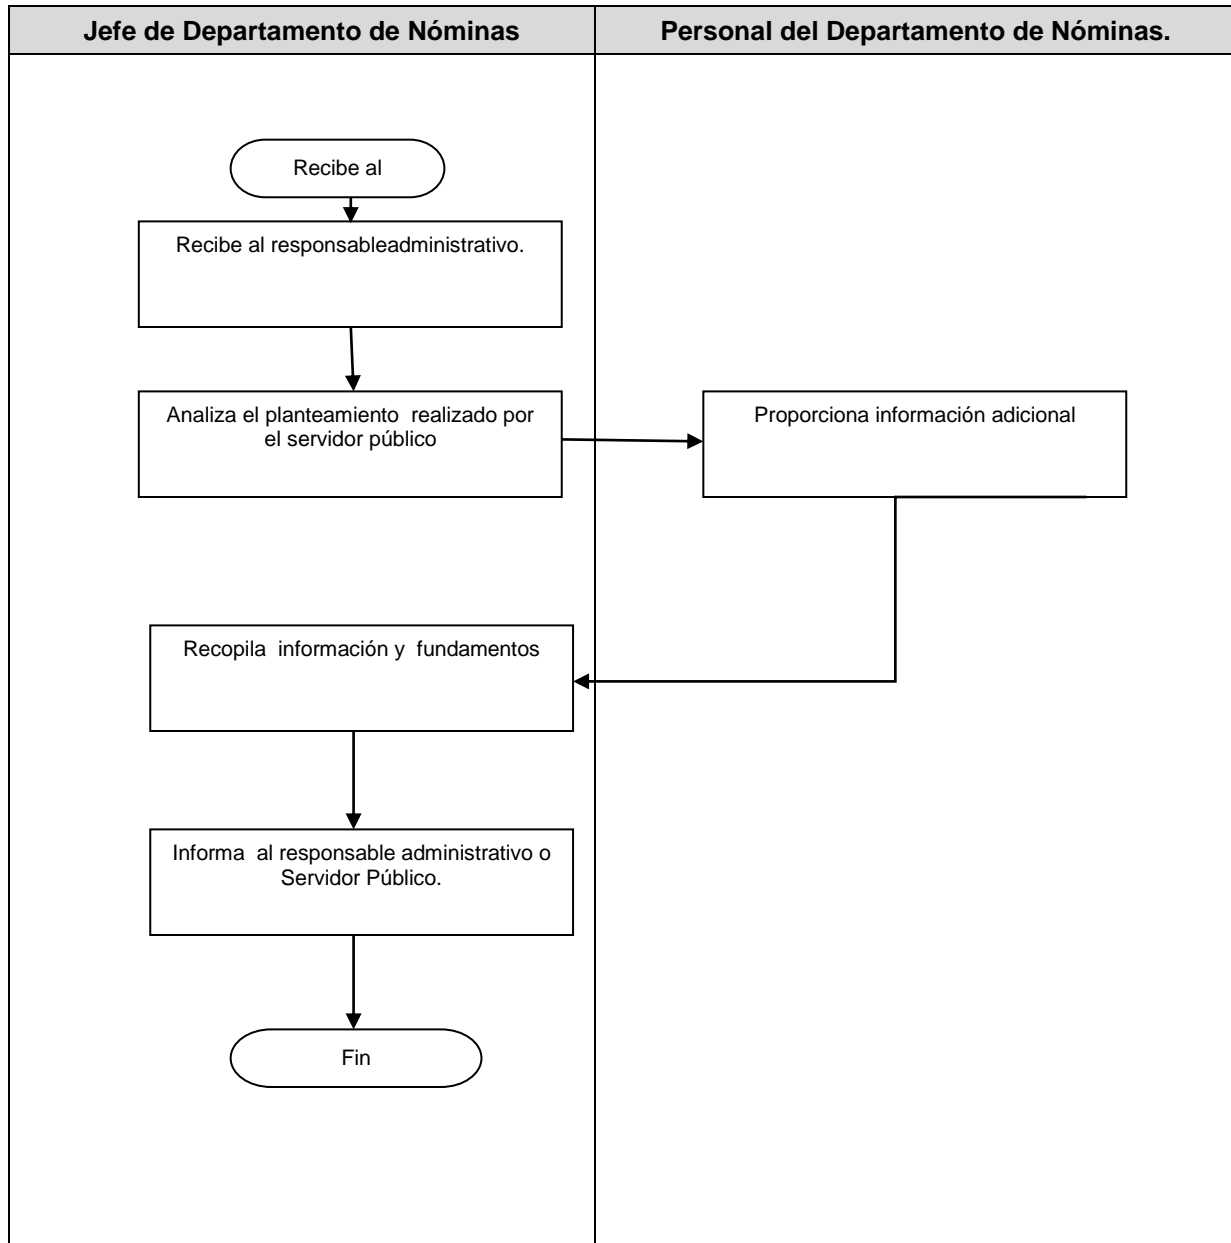 Jefe de Departamento de Nóminas
Personal del Departamento de Nóminas.
Recibe al
Recibe al responsableadministrativo.
Analiza el planteamiento realizado por
el servidor público
Proporciona información adicional
Recopila información y fundamentos
Informa al responsable administrativo o
Servidor Público.
Fin